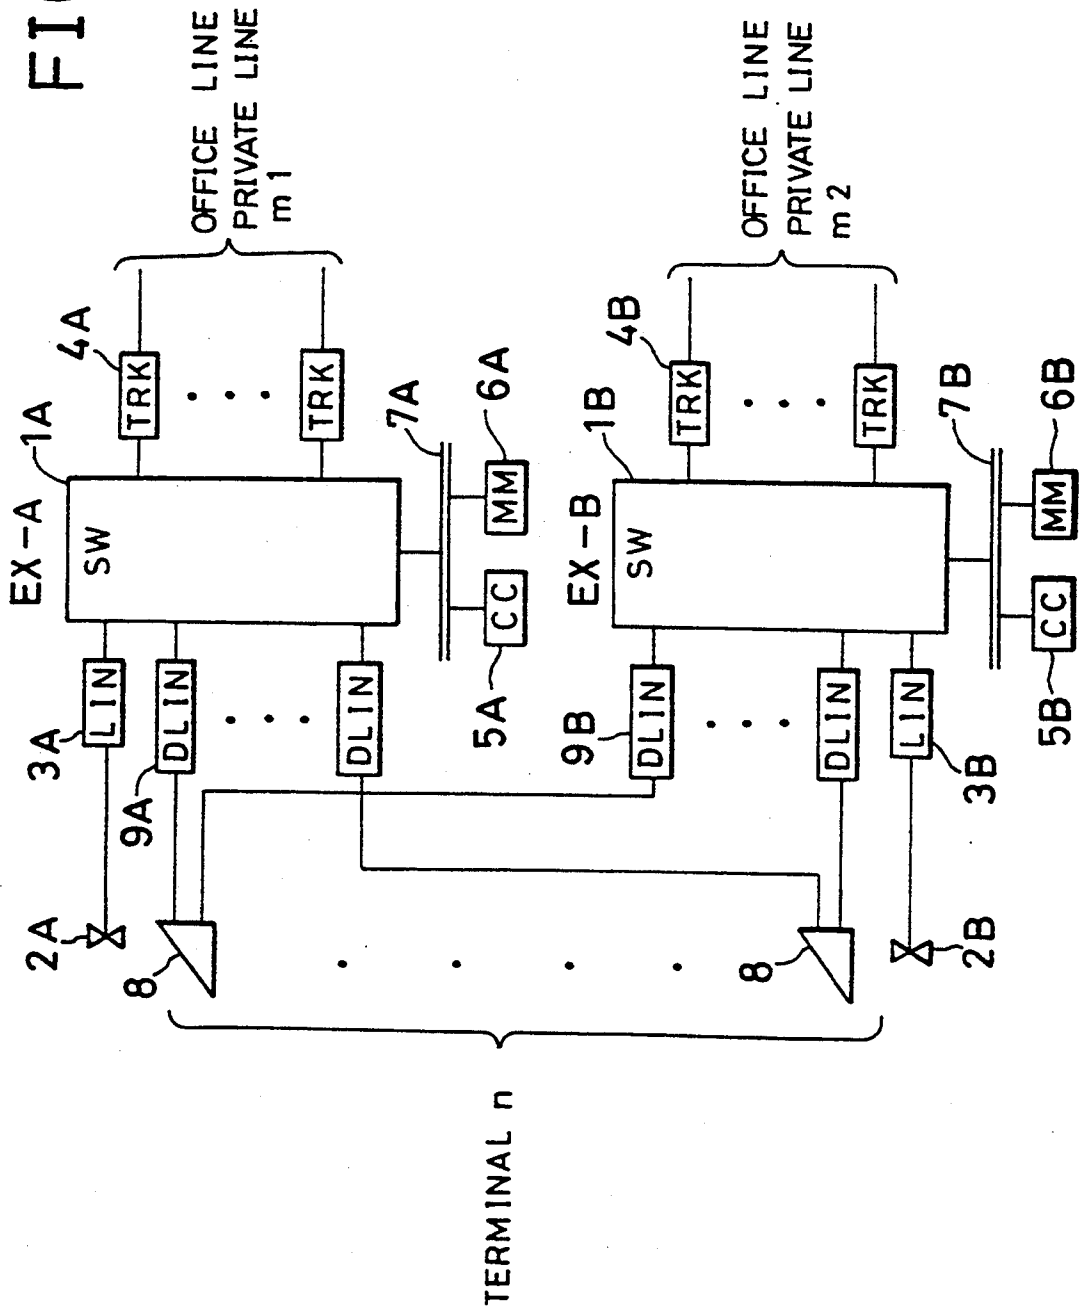 FIG
EX-A
1A
SW
4A
TRK
TRK
OFFICE LINE
PRIVATE LINE
m1
3A
LIN
9A
DLIN
DLIN
2A
8
7A
5A
CC
6A
MM
TERMINAL n
EX-B
1B
SW
4B
TRK
TRK
OFFICE LINE
PRIVATE LINE
m2
9B
DLIN
DLIN
LIN
3B
8
2B
7B
5B
CC
6B
MM